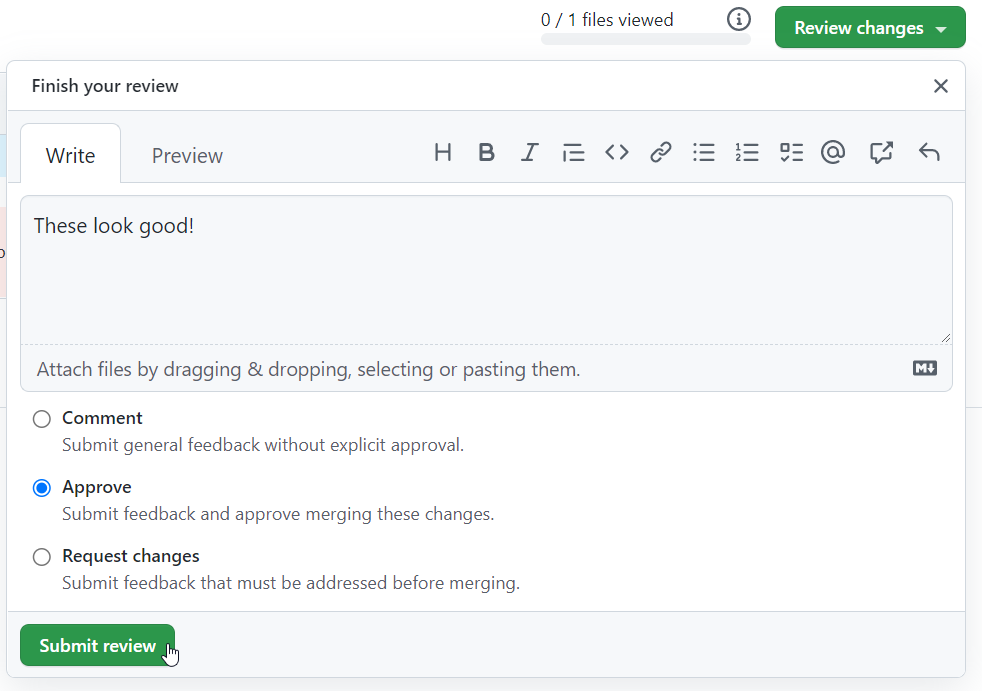 0 / 1 files viewed
Review changes
Finish your review
Write
Preview
These look good!
Attach files by dragging & dropping, selecting or pasting them.
Comment
Submit general feedback without explicit approval.
Approve
Submit feedback and approve merging these changes.
Request changes
Submit feedback that must be addressed before merging.
Submit review